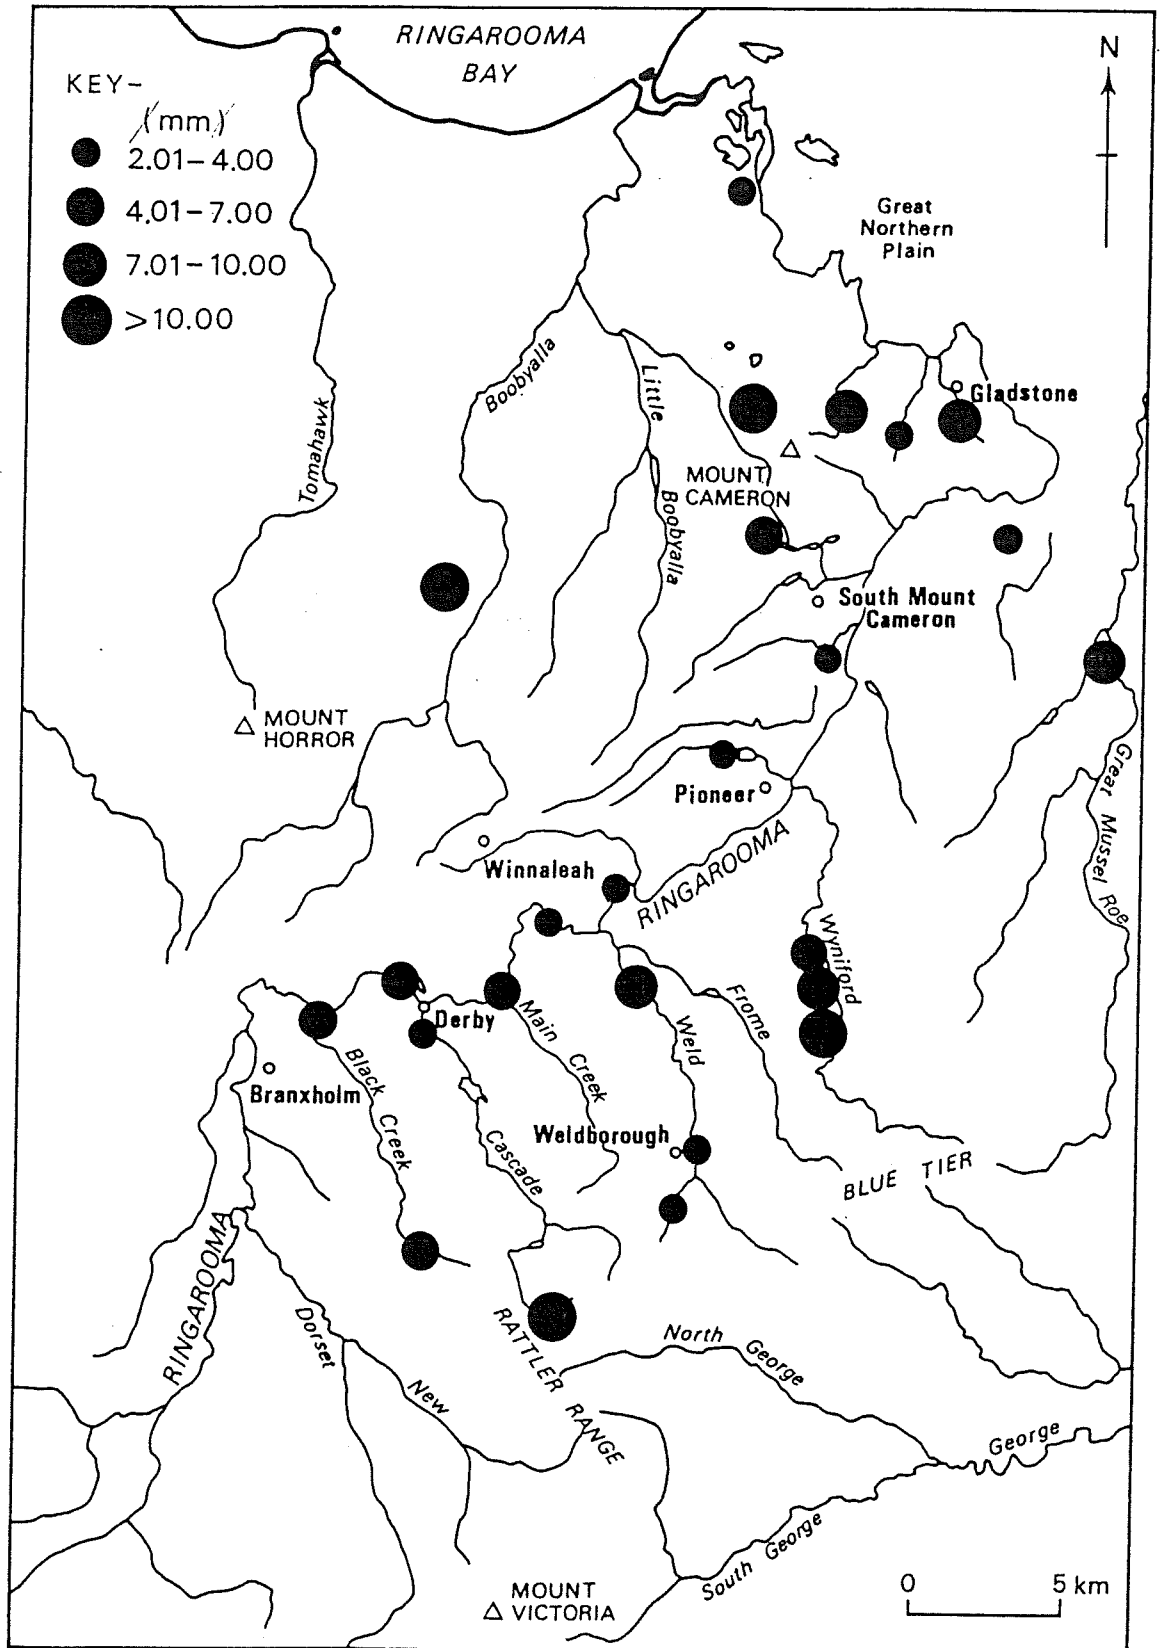 RINGAROOMA
BAY
N
KEY-
(mm)
2.01-4.00
4.01-7.00
7.01-10.00
>10.00
Great
Northern
Plain
Boobyalla
Little
Boobyalla
Tomahawk
Gladstone
MOUNT
CAMERON
South Mount
Cameron
MOUNT
HORROR
Great Mussel Roe
Pioneer
Winnaleah
RINGAROOMA
Wyniford
Frome
Weld
Main Creek
Derby
Black Creek
Branxholm
Cascade
Weldborough
BLUE TIER
RINGAROOMA
Dorset
New
RATTLER RANGE
North George
George
South George
MOUNT
VICTORIA
0 5 km